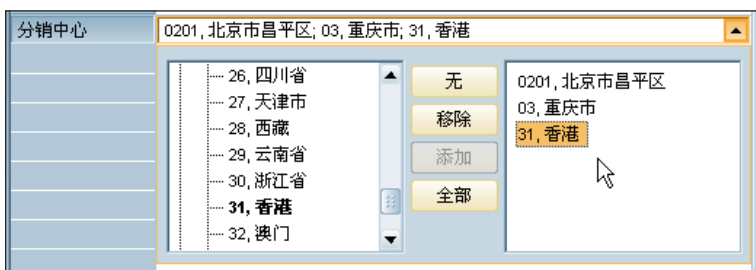 分销中心
0201, 北京市昌平区; 03, 重庆市; 31, 香港
26, 四川省
27, 天津市
28, 西藏
29, 云南省
30, 浙江省
31, 香港
32, 澳门
无
移除
添加
全部
0201, 北京市昌平区
03, 重庆市
31, 香港